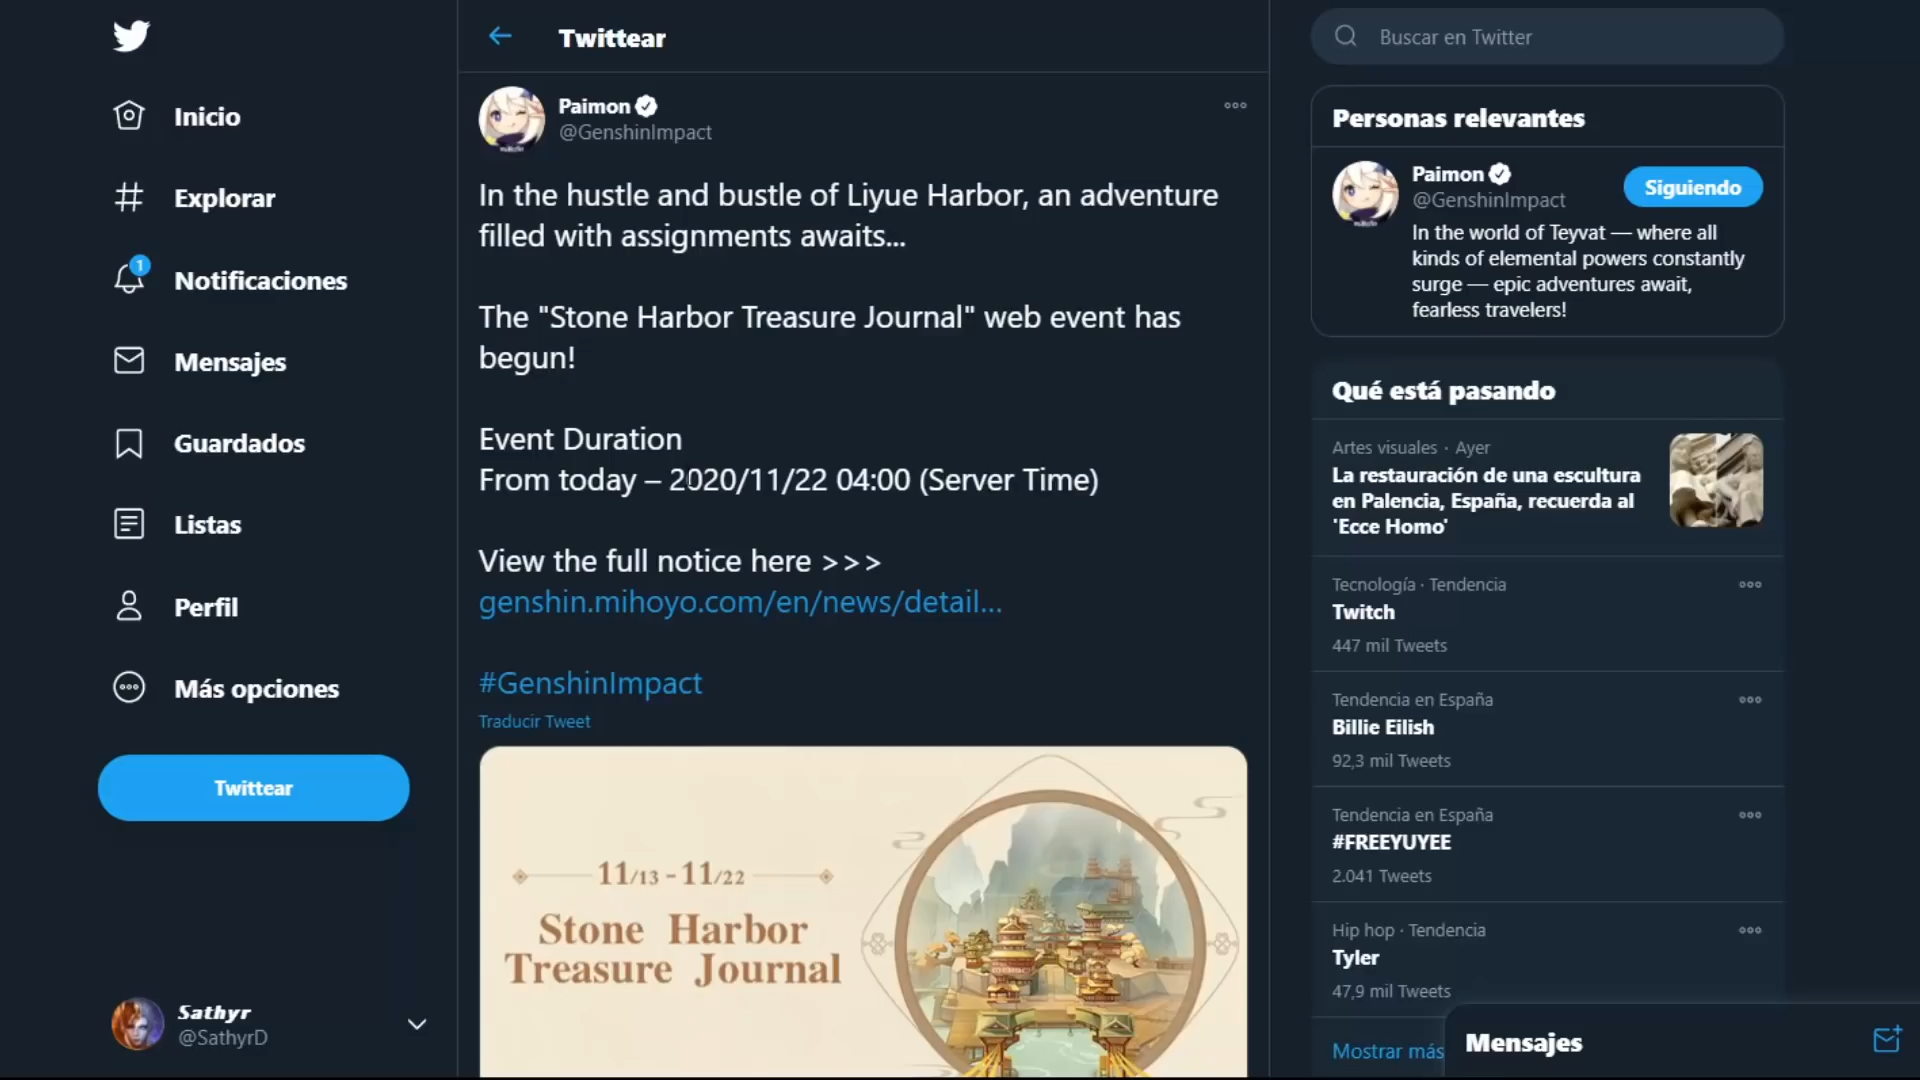 Inicio
Explorar
1
Notificaciones
Mensajes
Guardados
Listas
Perfil
Más opciones
Twittear
Sathyr
@SathyrD
Twittear
Paimon
@GenshinImpact
In the hustle and bustle of Liyue Harbor, an adventure
filled with assignments awaits...
The "Stone Harbor Treasure Journal" web event has
begun!
Event Duration
From today – 2020/11/22 04:00 (Server Time)
View the full notice here >>>
genshin.mihoyo.com/en/news/detail...
#GenshinImpact
Traducir Tweet
11/13 - 11/22
Stone Harbor
Treasure Journal
Buscar en Twitter
Personas relevantes
Paimon
@GenshinImpact
Siguiendo
In the world of Teyvat — where all
kinds of elemental powers constantly
surge — epic adventures await,
fearless travelers!
Qué está pasando
Artes visuales · Ayer
La restauración de una escultura
en Palencia, España, recuerda al
'Ecce Homo'
Tecnología · Tendencia
Twitch
447 mil Tweets
Tendencia en España
Billie Eilish
92,3 mil Tweets
Tendencia en España
#FREEYUYEE
2.041 Tweets
Hip hop · Tendencia
Tyler
47,9 mil Tweets
Mostrar más
Mensajes